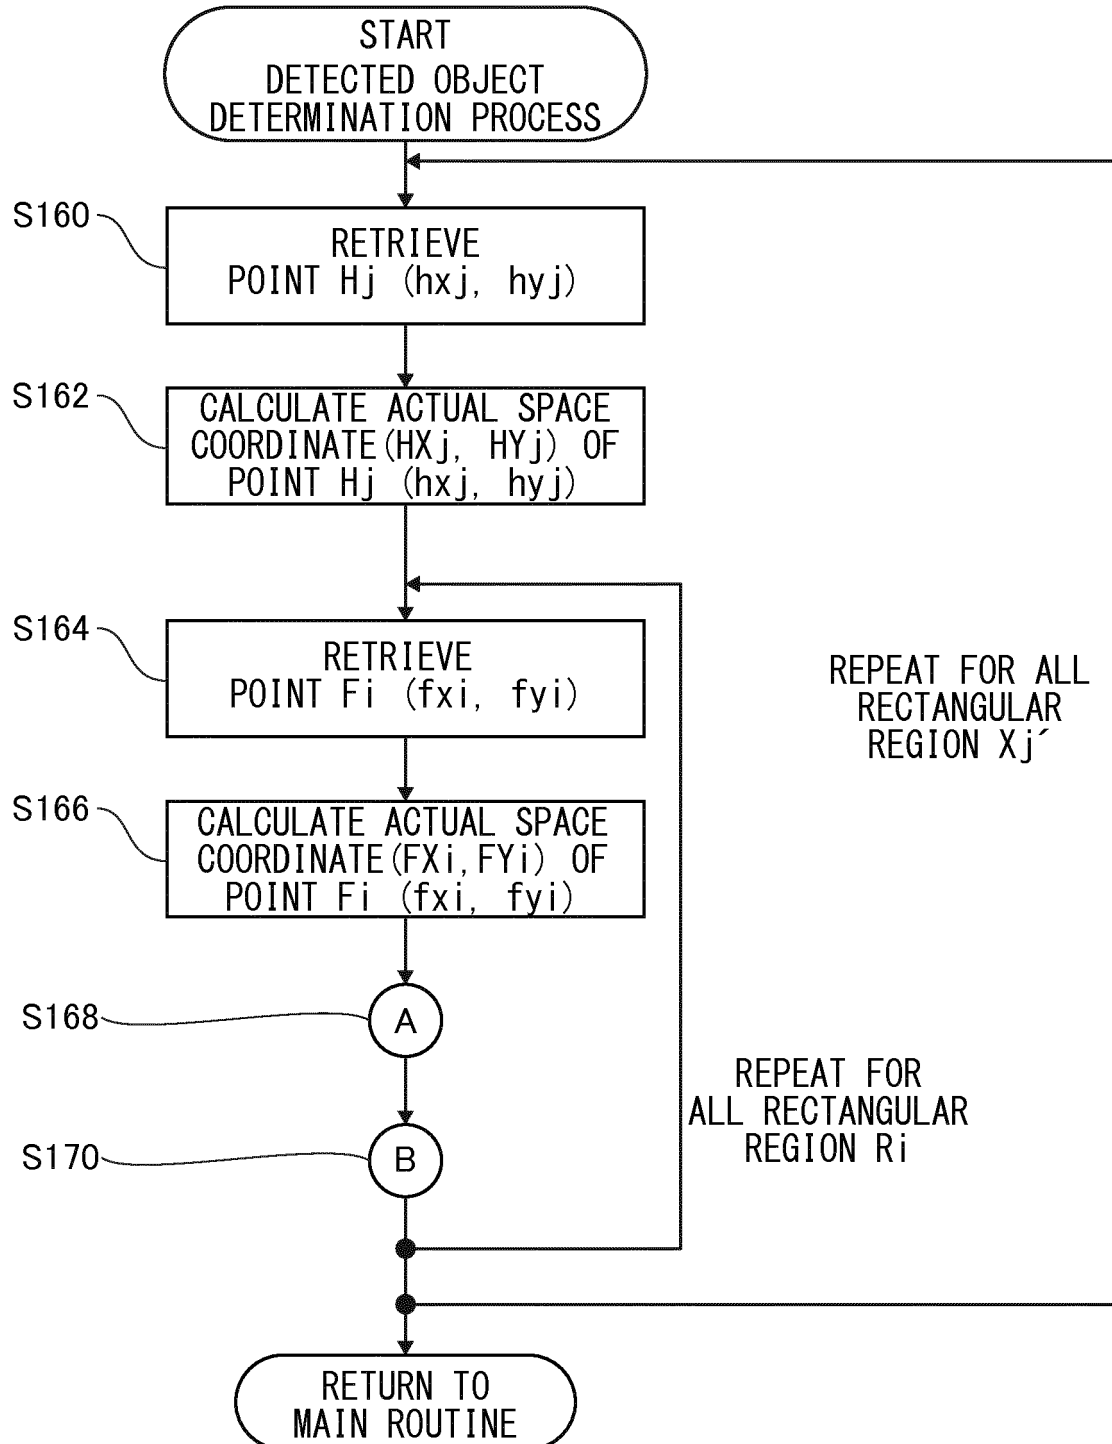 START
DETECTED OBJECT
DETERMINATION PROCESS
S160
RETRIEVE
POINT Hj (hxj, hyj)
S162
CALCULATE ACTUAL SPACE
COORDINATE(HXj, HYj) OF
POINT Hj (hxj, hyj)
S164
RETRIEVE
POINT Fi (fxi, fyi)
REPEAT FOR ALL
RECTANGULAR
REGION Xj´
S166
CALCULATE ACTUAL SPACE
COORDINATE(FXi,FYi) OF
POINT Fi (fxi, fyi)
S168
A
REPEAT FOR
ALL RECTANGULAR
REGION Ri
S170
B
RETURN TO
MAIN ROUTINE